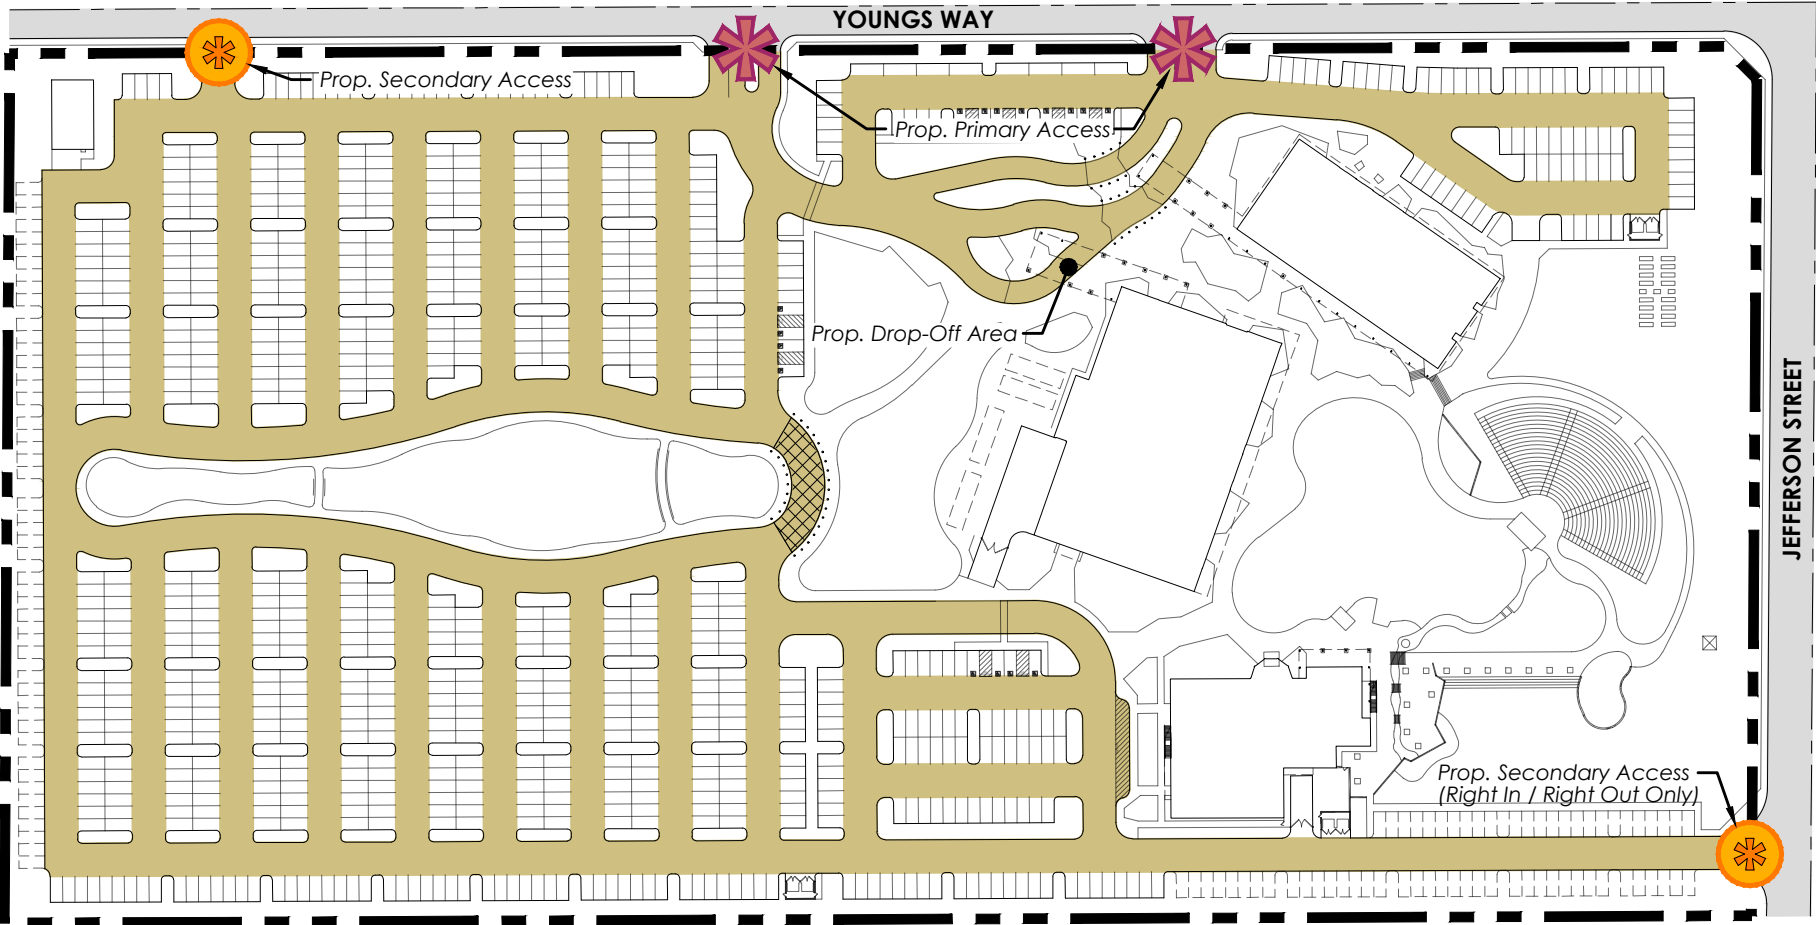 YOUNGS WAY
Prop. Secondary Access
Prop. Primary Access
Prop. Drop-Off Area
JEFFERSON STREET
Prop. Secondary Access
(Right In / Right Out Only)